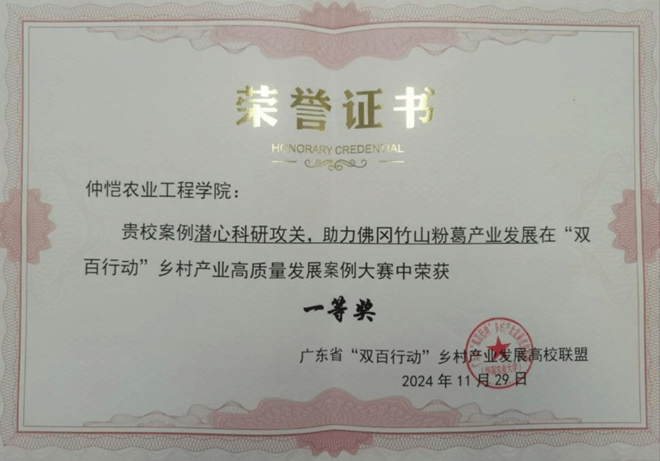 荣誉证书
HONORARY CREDENTIAL
仲恺农业工程学院：
贵校案例潜心科研攻关，助力佛冈竹山粉葛产业发展在“双
百行动”乡村产业高质量发展案例大赛中荣获
一等奖
广东省“双百行动”乡村产业发展高校联盟
2024年11月29日